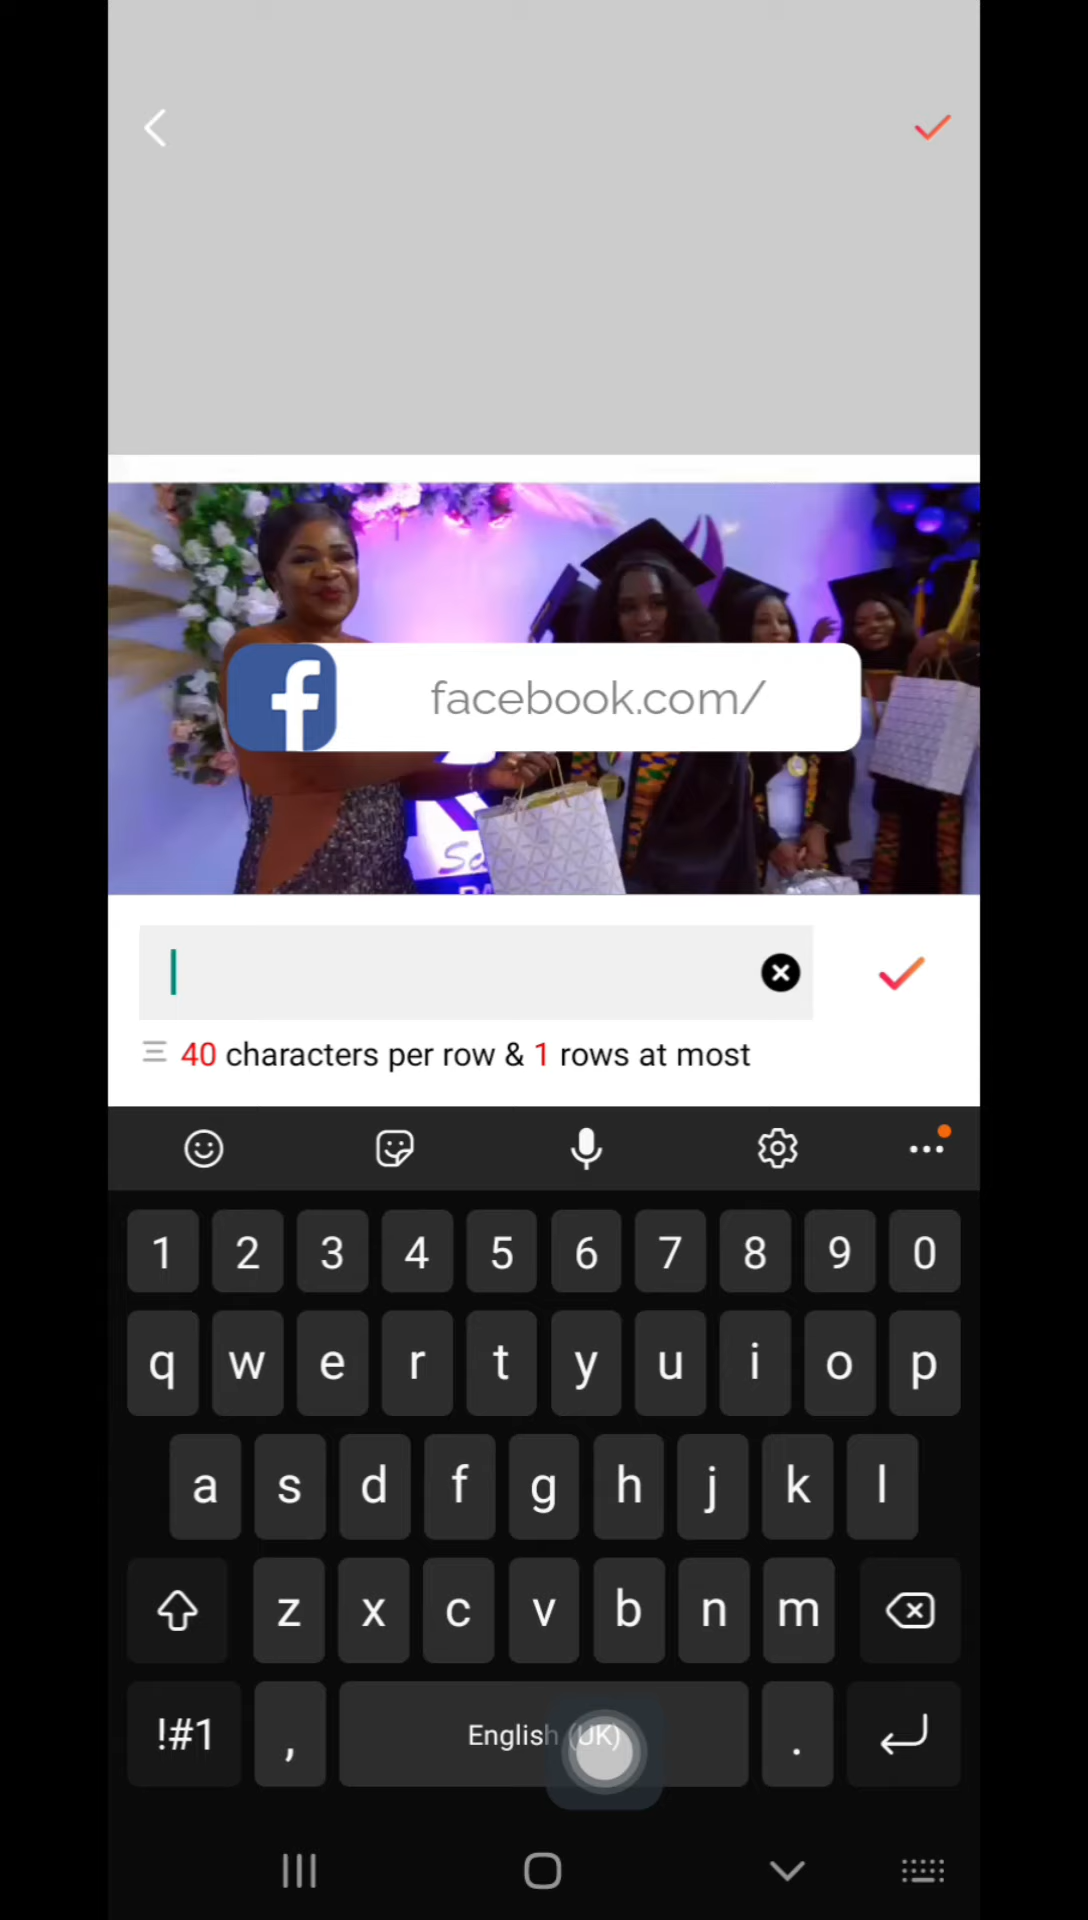 f facebook.com/
Sc
40 characters per row & 1 rows at most
1 2 3 4 5 6 7 8 9 0
q w e r t y u i o p
a s d f g h j k l
z x c v b n m
!#1 , English (UK) .